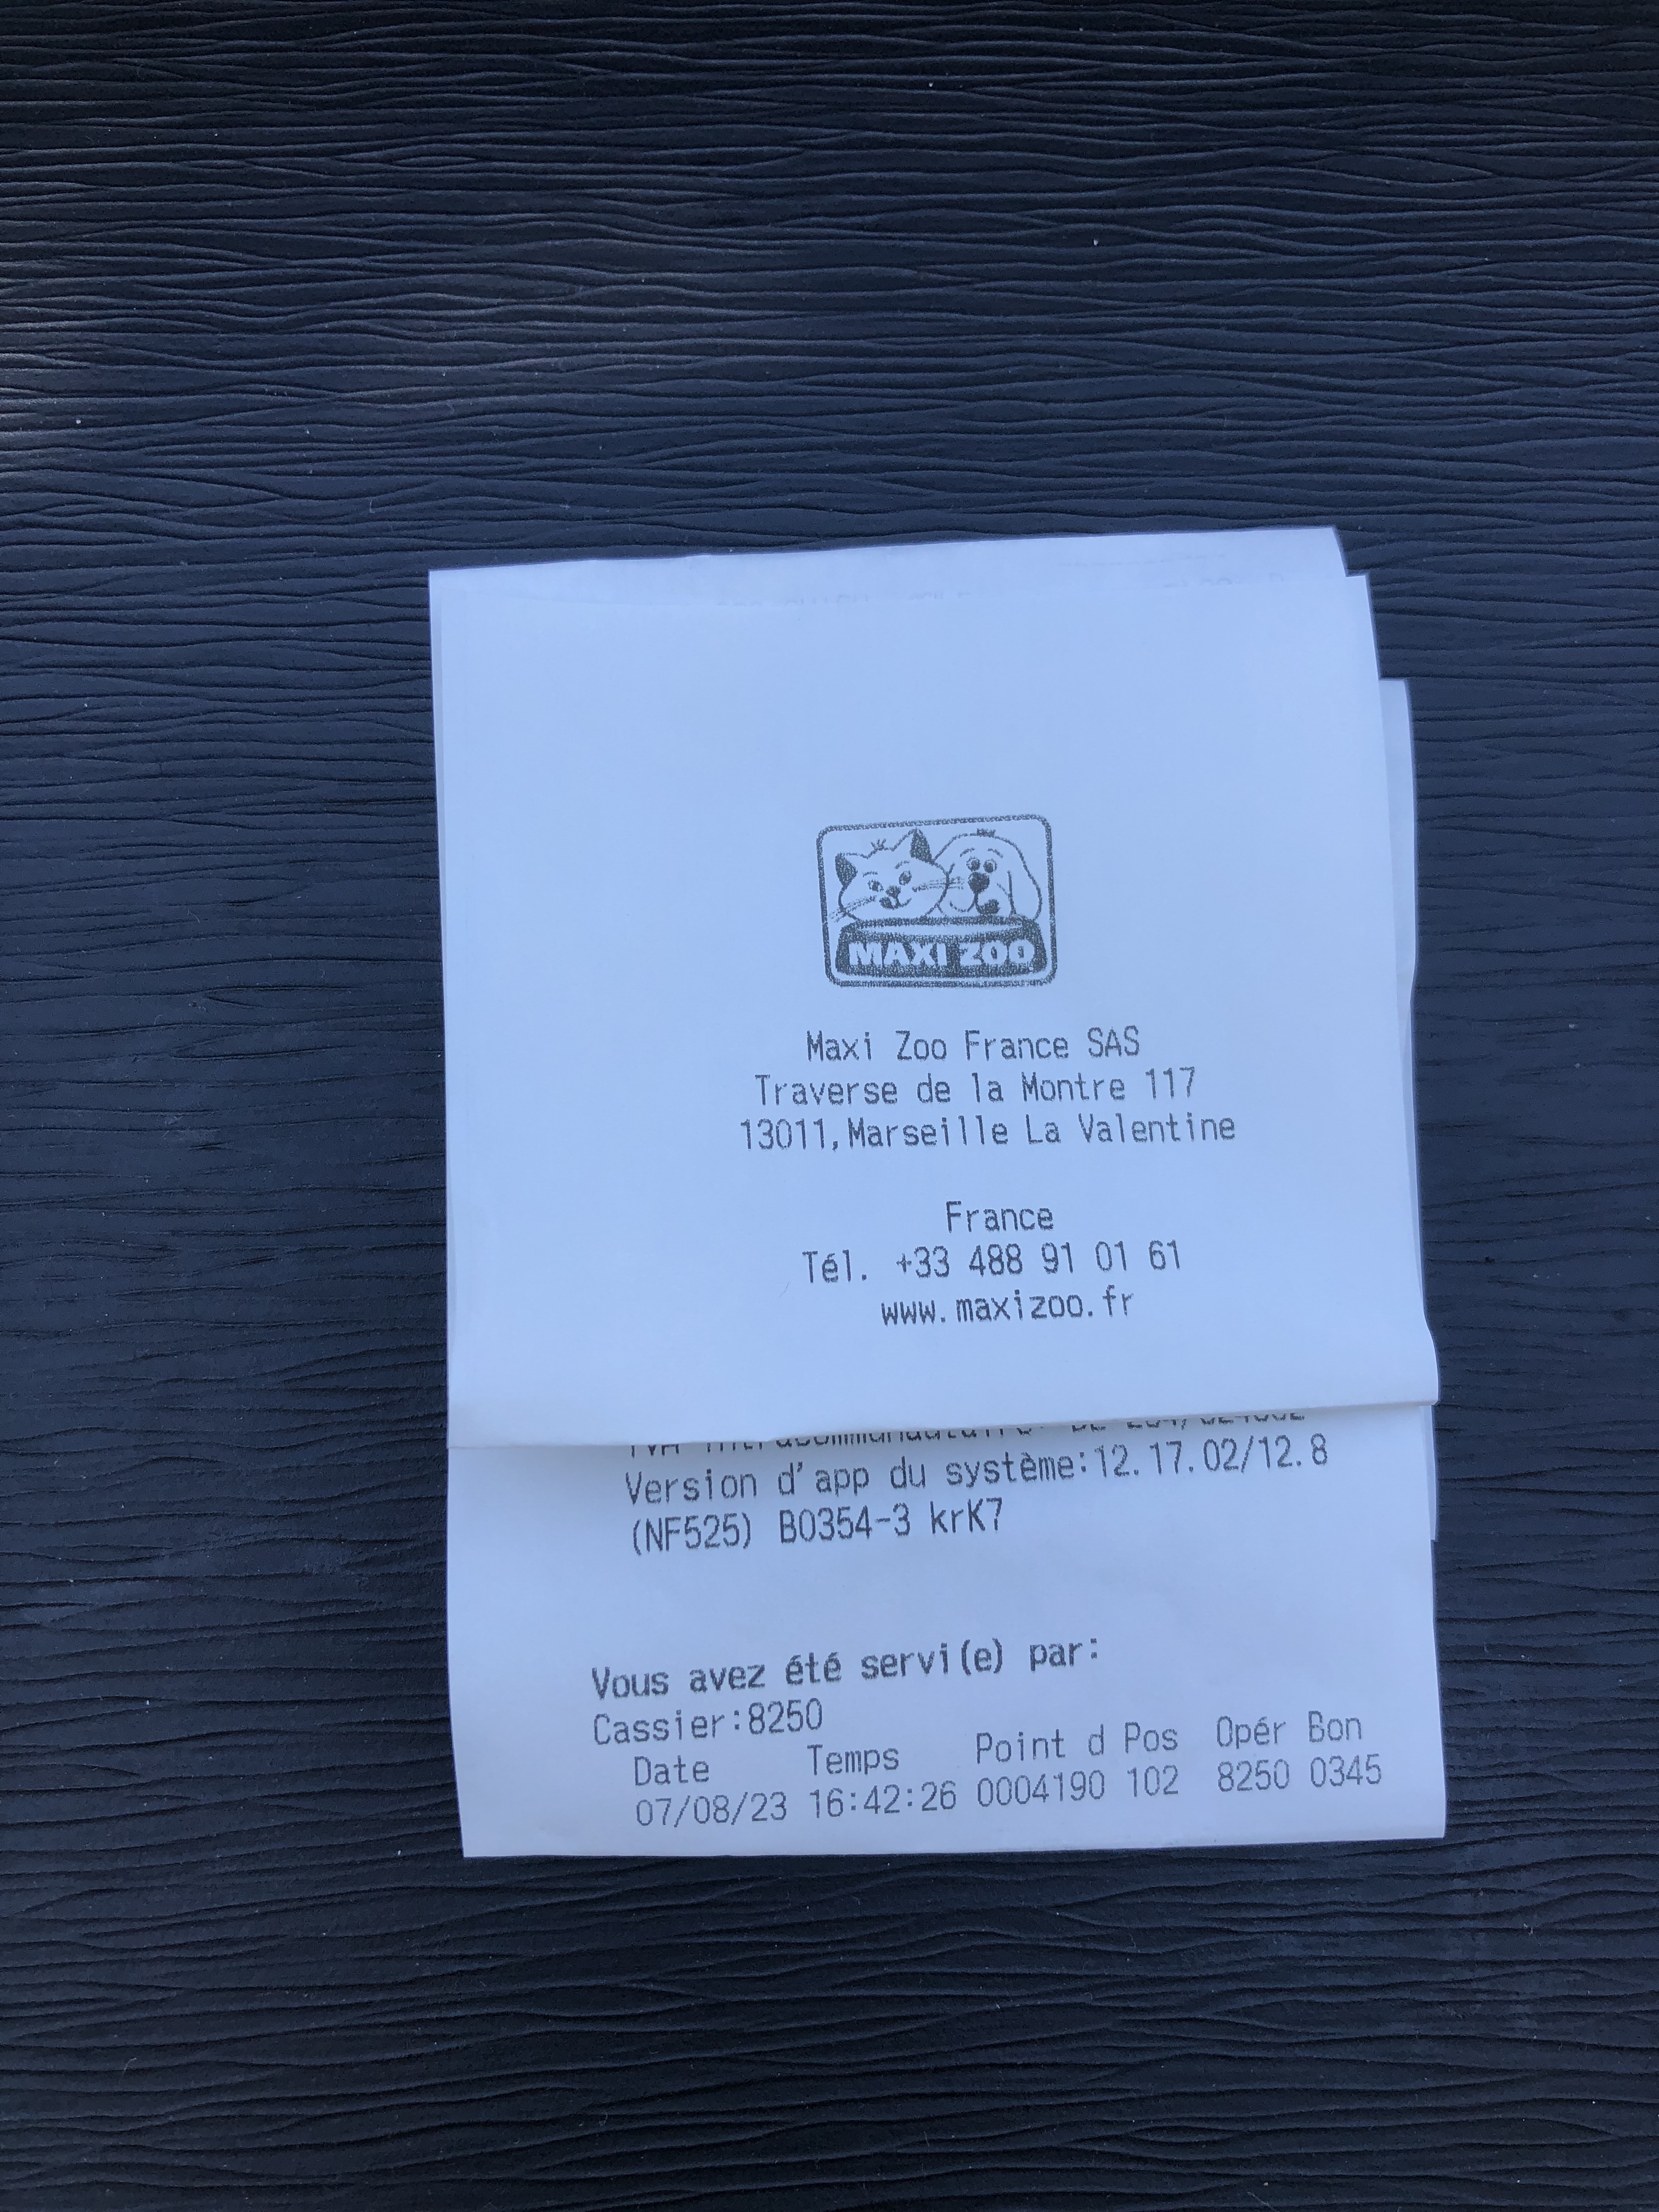 MAXI ZOO
Maxi Zoo France SAS
Traverse de la Montre 117
13011,Marseille La Valentine
France
Tél. +33 488 91 01 61
www.maxizoo.fr
Version d'app du système:12.17.02/12.8
(NF525) B0354-3 krK7
Vous avez été servi(e) par:
Cassier:8250
Date Temps Point d Pos Opér Bon
07/08/23 16:42:26 0004190 102 8250 0345